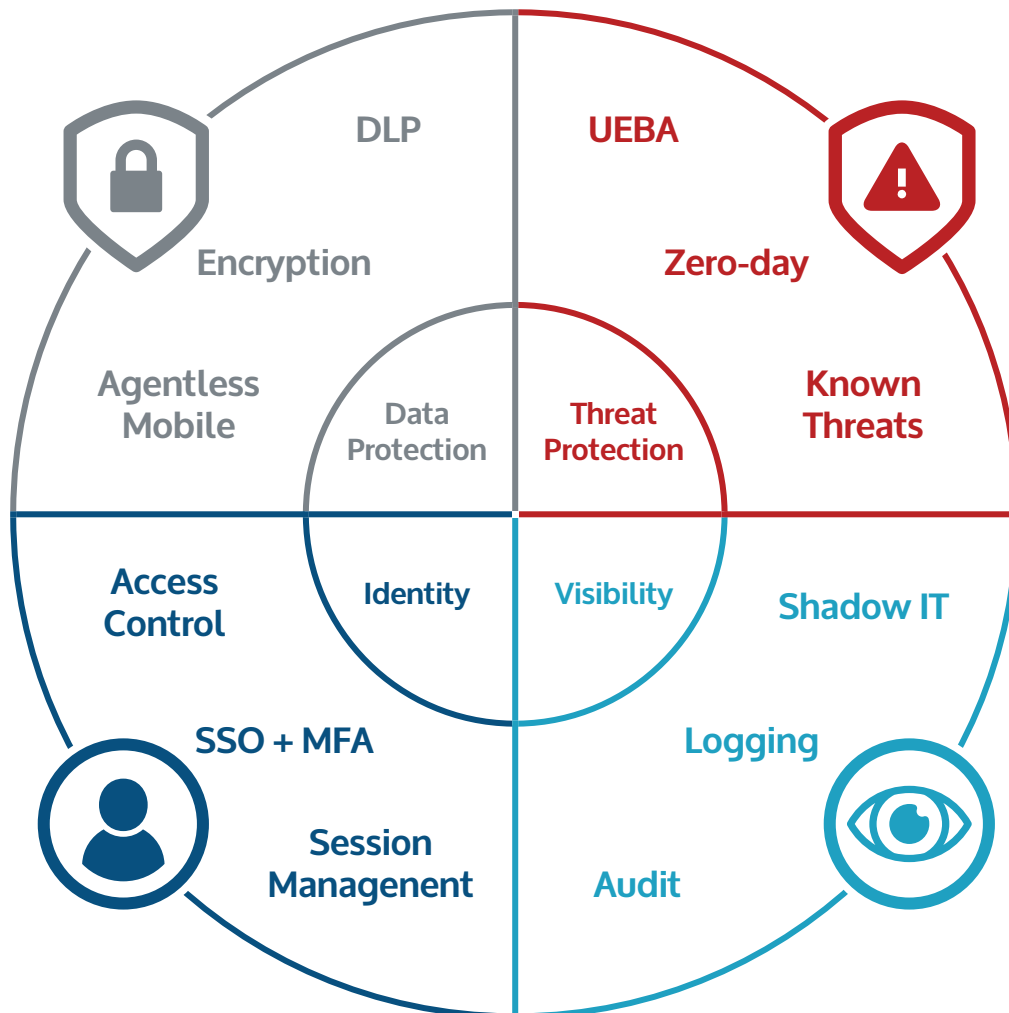 DLP
Encryption
Agentless
Mobile
Data
Protection
UEBA
Zero-day
Known
Threats
Threat
Protection
Access
Control
Identity
SSO + MFA
Session
Managenent
Visibility
Shadow IT
Logging
Audit